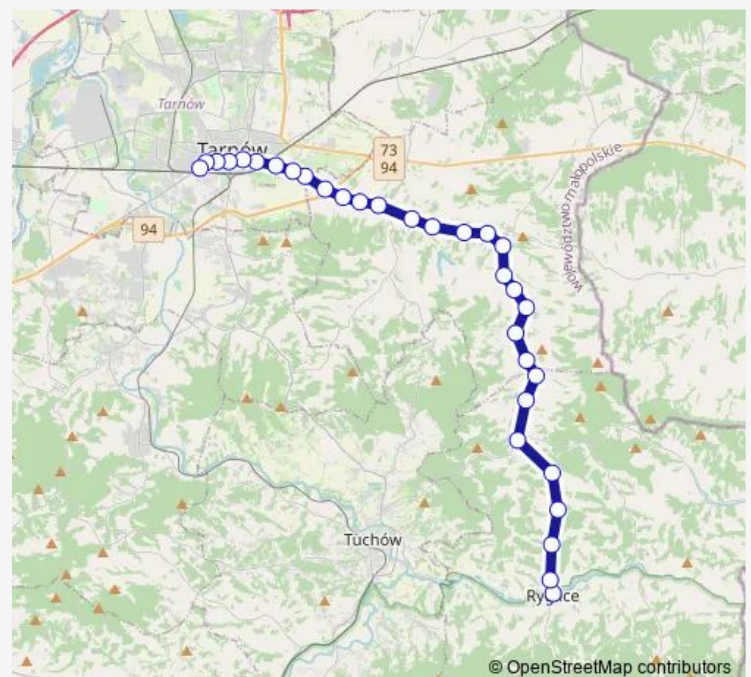 Tarnów
Tarnów
73
94
województwo małopolskie
94
Tuchów
Ryglice
© OpenStreetMap contributors